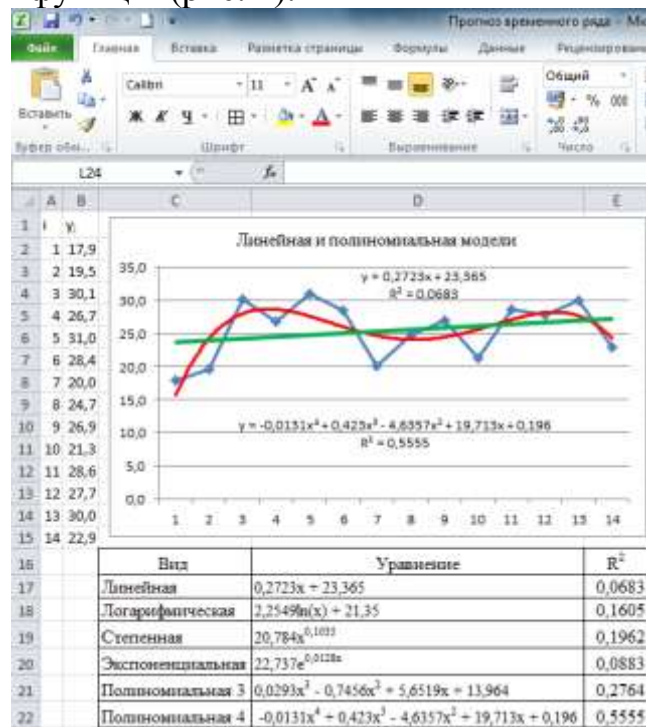 Прогноз временного ряда - Mi
Файл Главная Вставка Разметка страницы Формулы Данные Рецензирован
Вставить
Calibri 11
Ж К Ч
Общий
% 000
Шрифт Выравнивание Число
L24 fx
A B C D E
1 i y
2 1 17,9
3 2 19,5
4 3 30,1
5 4 26,7
6 5 31,0
7 6 28,4
8 7 20,0
9 8 24,7
10 9 26,9
11 10 21,3
12 11 28,6
13 12 27,7
14 13 30,0
15 14 22,9
Линейная и полиномиальная модели
35,0
30,0
25,0
20,0
15,0
10,0
5,0
0,0
y = 0,2723x + 23,365
R² = 0,0683
y = -0,0131x⁴ + 0,423x³ - 4,6357x² + 19,713x + 0,196
R² = 0,5555
1 2 3 4 5 6 7 8 9 10 11 12 13 14
16 Вид Уравнение R²
17 Линейная 0,2723x + 23,365 0,0683
18 Логарифмическая 2,2549ln(x) + 21,35 0,1605
19 Степенная 20,784x^0,1035 0,1962
20 Экспоненциальная 22,737e^0,0128x 0,0883
21 Полиномиальная 3 0,0293x³ - 0,7456x² + 5,6519x + 13,964 0,2764
22 Полиномиальная 4 -0,0131x⁴ + 0,423x³ - 4,6357x² + 19,713x + 0,196 0,5555